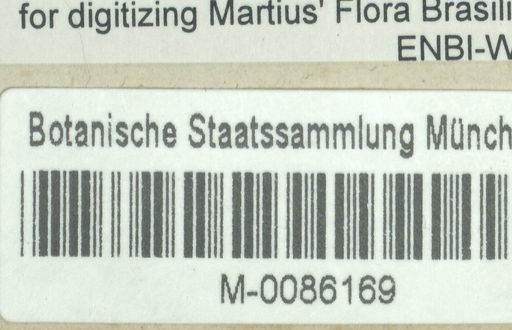 for digitizing Martius' Flora Brasili
ENBI-W
Botanische Staatssammlung Münch
M-0086169